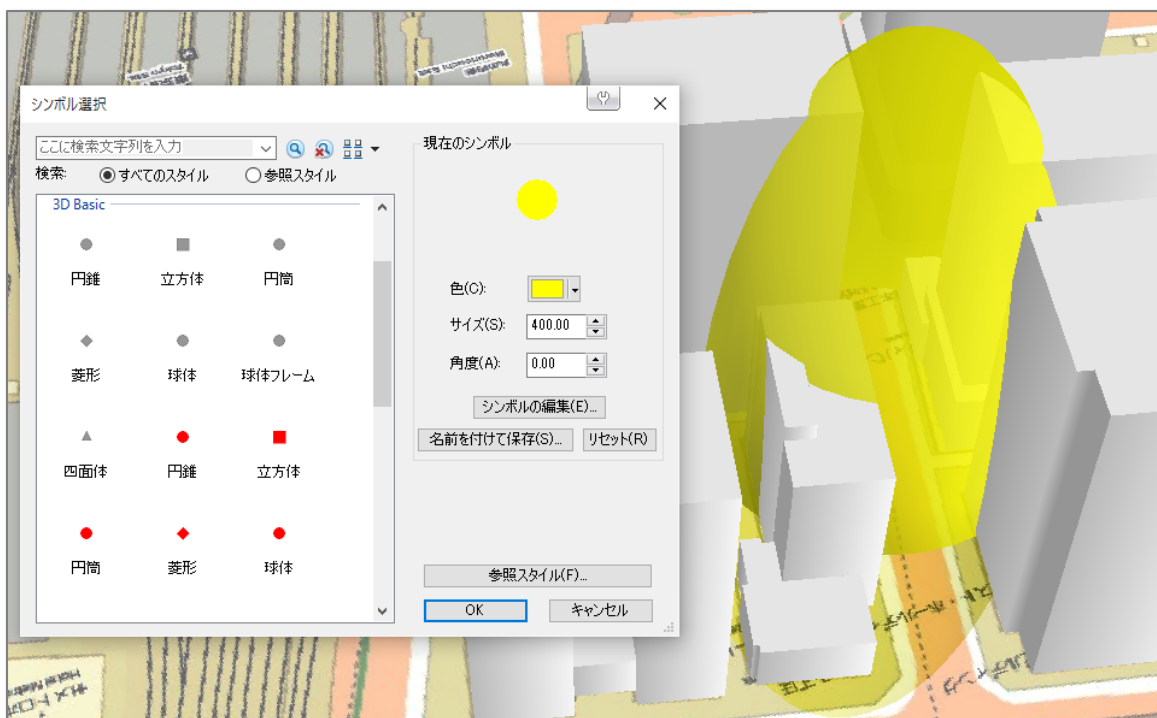 シンボル選択
ここに検索文字列を入力
検索:
すべてのスタイル
参照スタイル
3D Basic
円錐
立方体
円筒
菱形
球体
球体フレーム
四面体
円錐
立方体
円筒
菱形
球体
現在のシンボル
色(C):
サイズ(S):
400.00
角度(A):
0.00
シンボルの編集(E)...
名前を付けて保存(S)...
リセット(R)
参照スタイル(F)...
OK
キャンセル